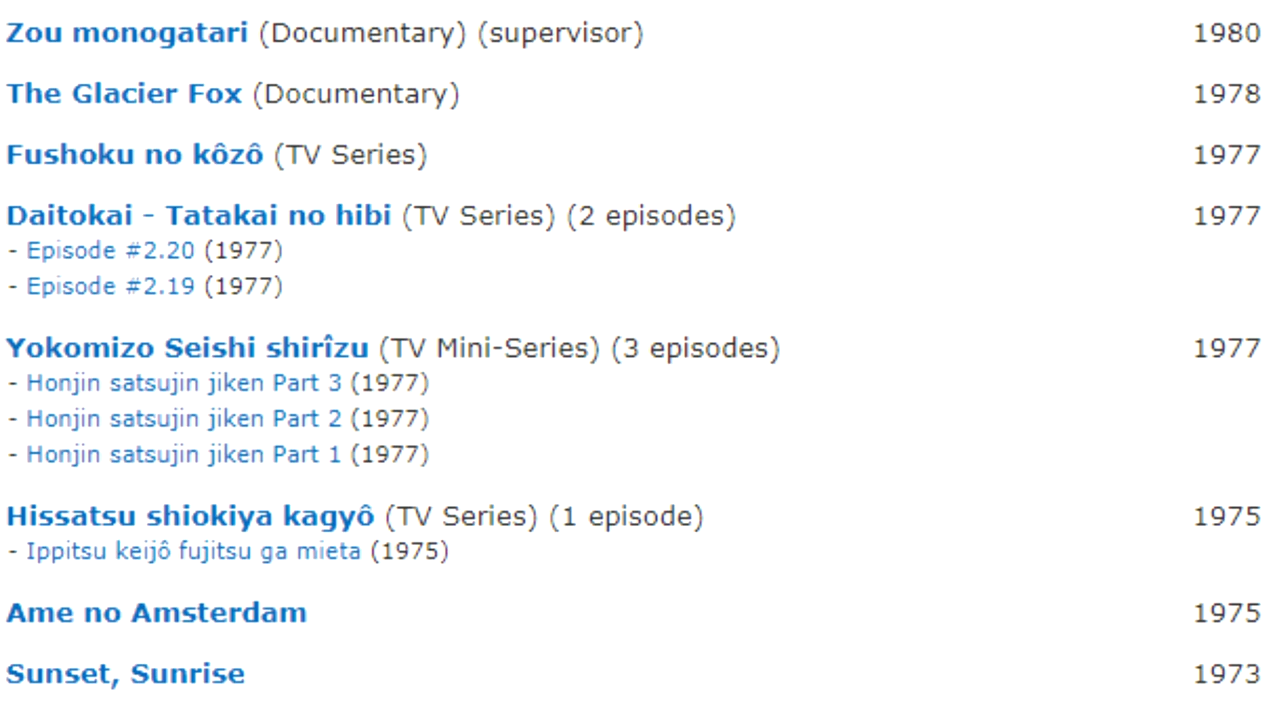 Zou monogatari (Documentary) (supervisor) 1980
The Glacier Fox (Documentary) 1978
Fushoku no kôzô (TV Series) 1977
Daitokai - Tatakai no hibi (TV Series) (2 episodes) 1977
- Episode #2.20 (1977)
- Episode #2.19 (1977)
Yokomizo Seishi shirîzu (TV Mini-Series) (3 episodes) 1977
- Honjin satsujin jiken Part 3 (1977)
- Honjin satsujin jiken Part 2 (1977)
- Honjin satsujin jiken Part 1 (1977)
Hissatsu shiokiya kagyô (TV Series) (1 episode) 1975
- Ippitsu keijô fujitsu ga mieta (1975)
Ame no Amsterdam 1975
Sunset, Sunrise 1973